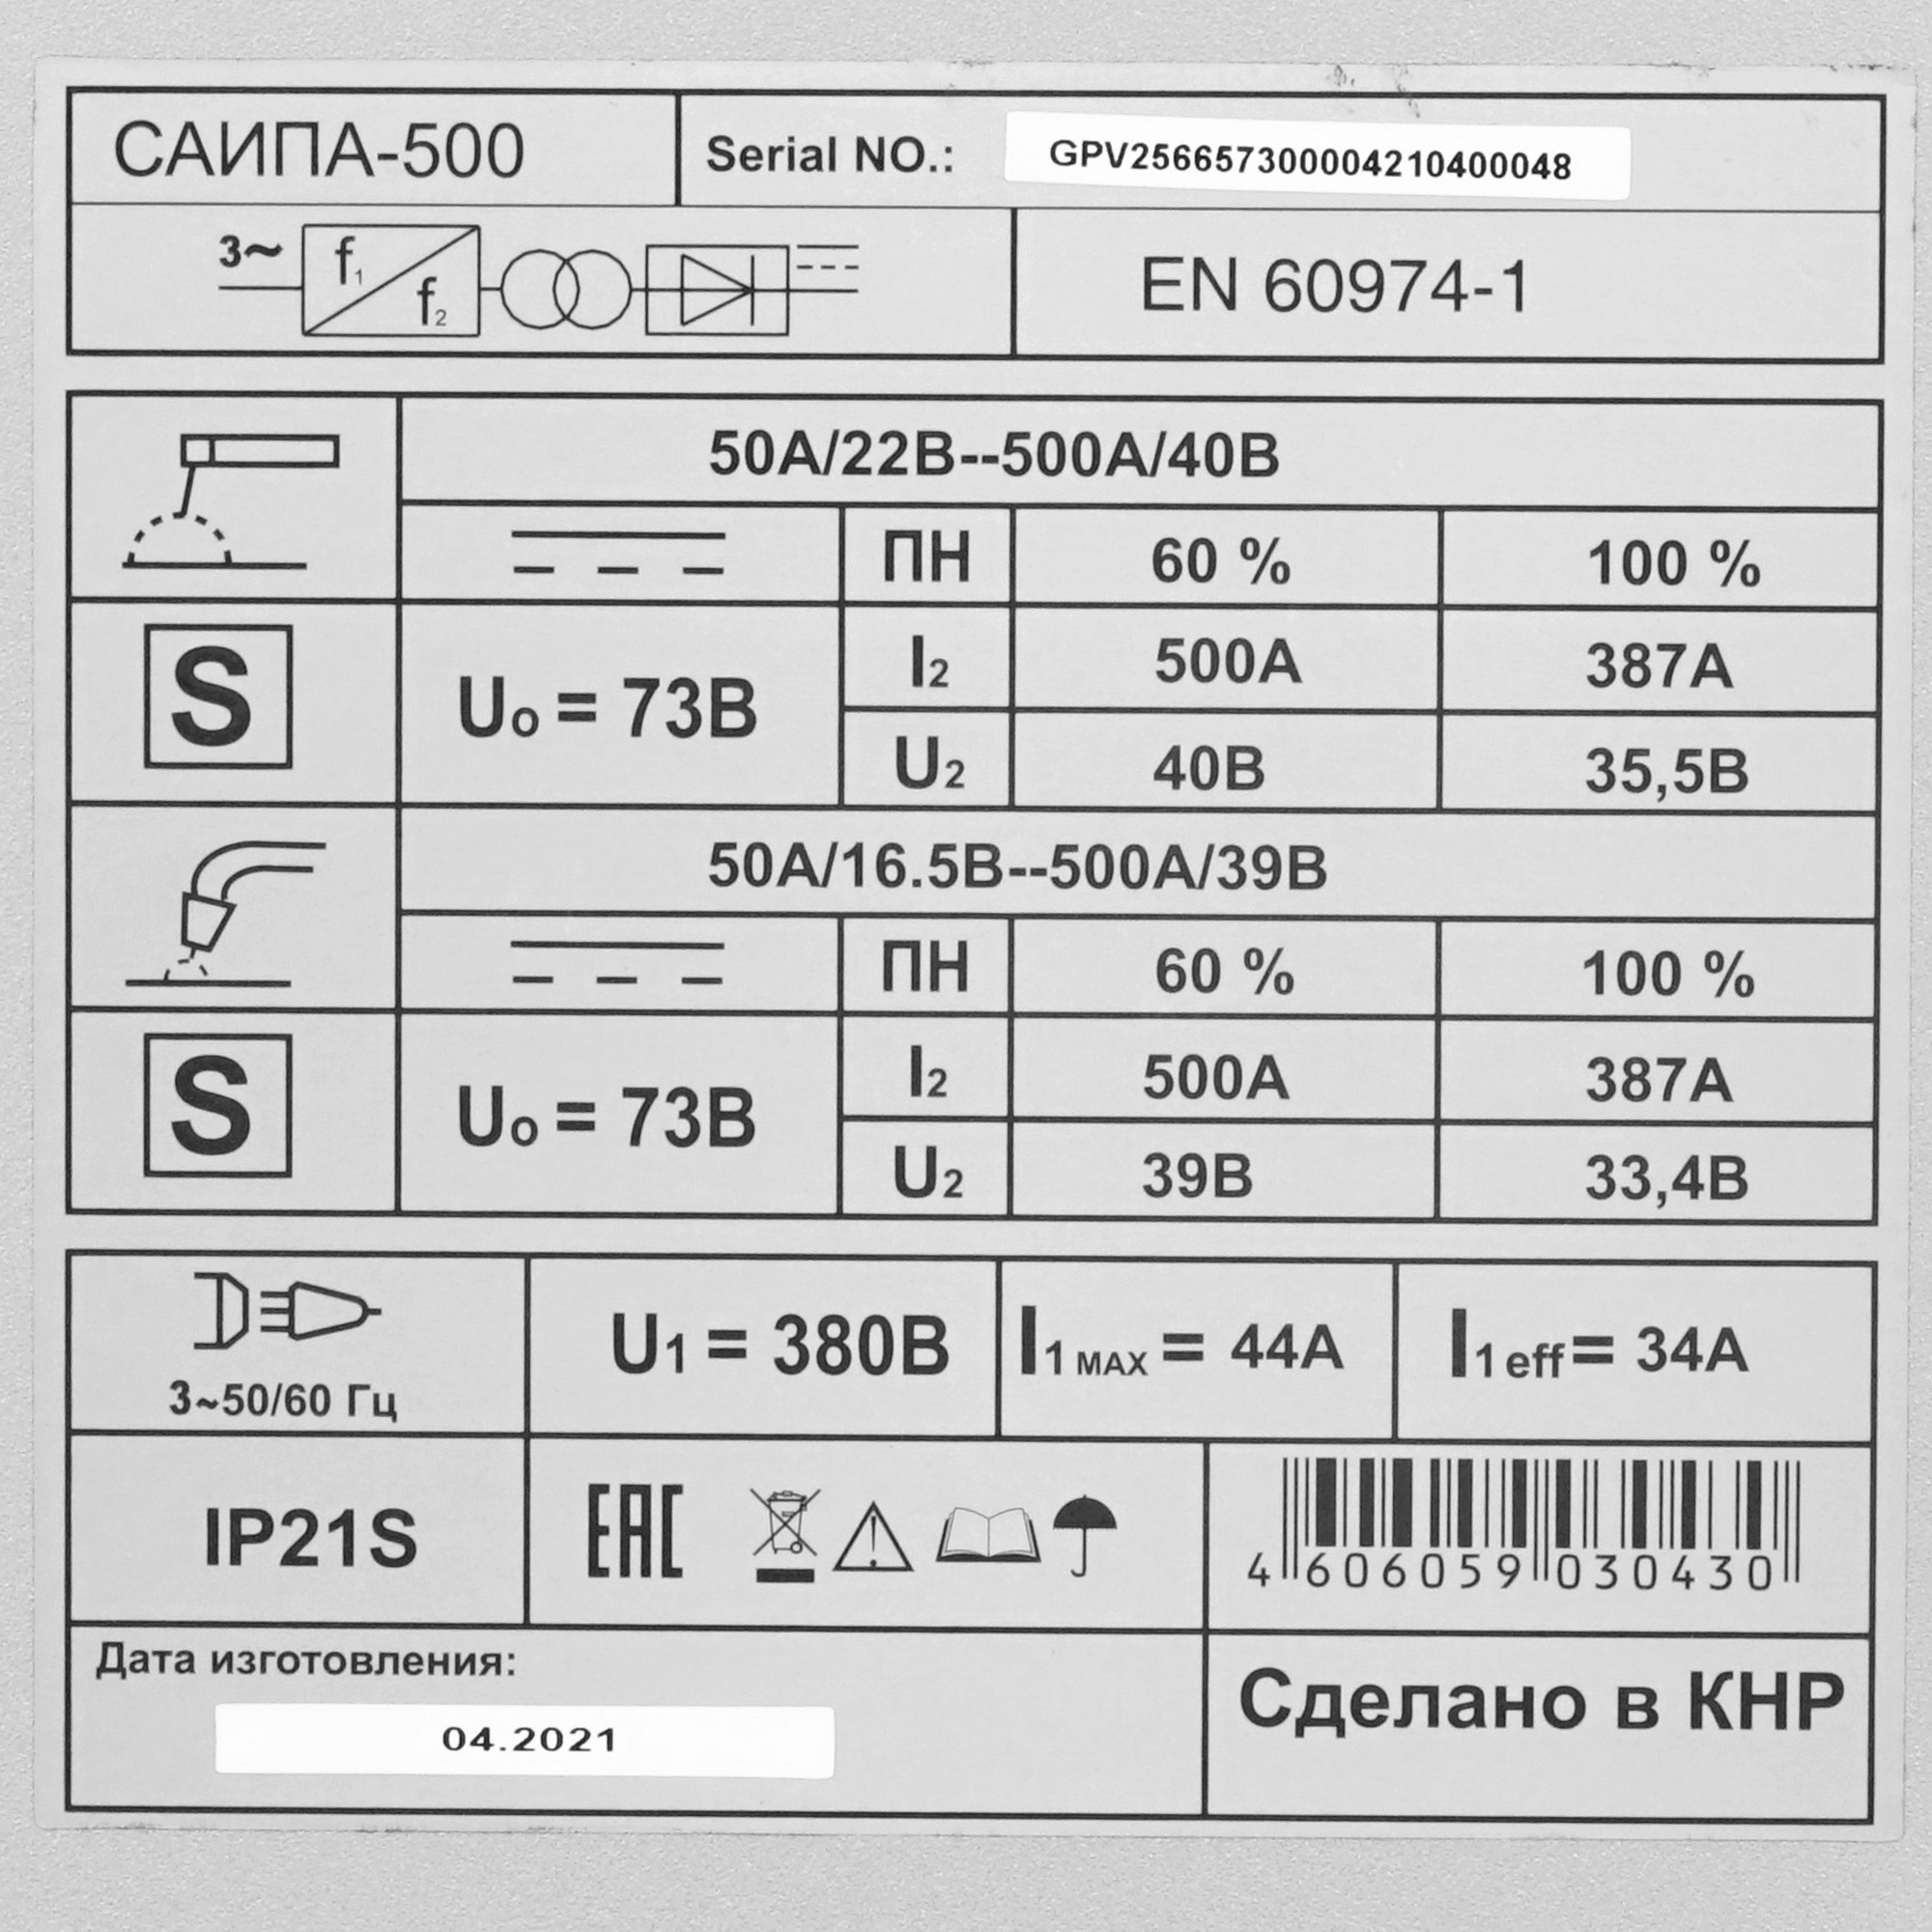 САИПА-500
Serial NO.: GPV256657300004210400048
3~ f1 f2
EN 60974-1
50А/22В--500А/40В
ПН 60 % 100 %
S
U0 = 73В
I2 500А 387А
U2 40В 35,5В
50А/16.5В--500А/39В
ПН 60 % 100 %
S
U0 = 73В
I2 500А 387А
U2 39В 33,4В
3~50/60 Гц
U1 = 380В
I1 MAX = 44А
I1 eff = 34А
IP21S
EAC
4 606059 030430
Дата изготовления:
04.2021
Сделано в КНР